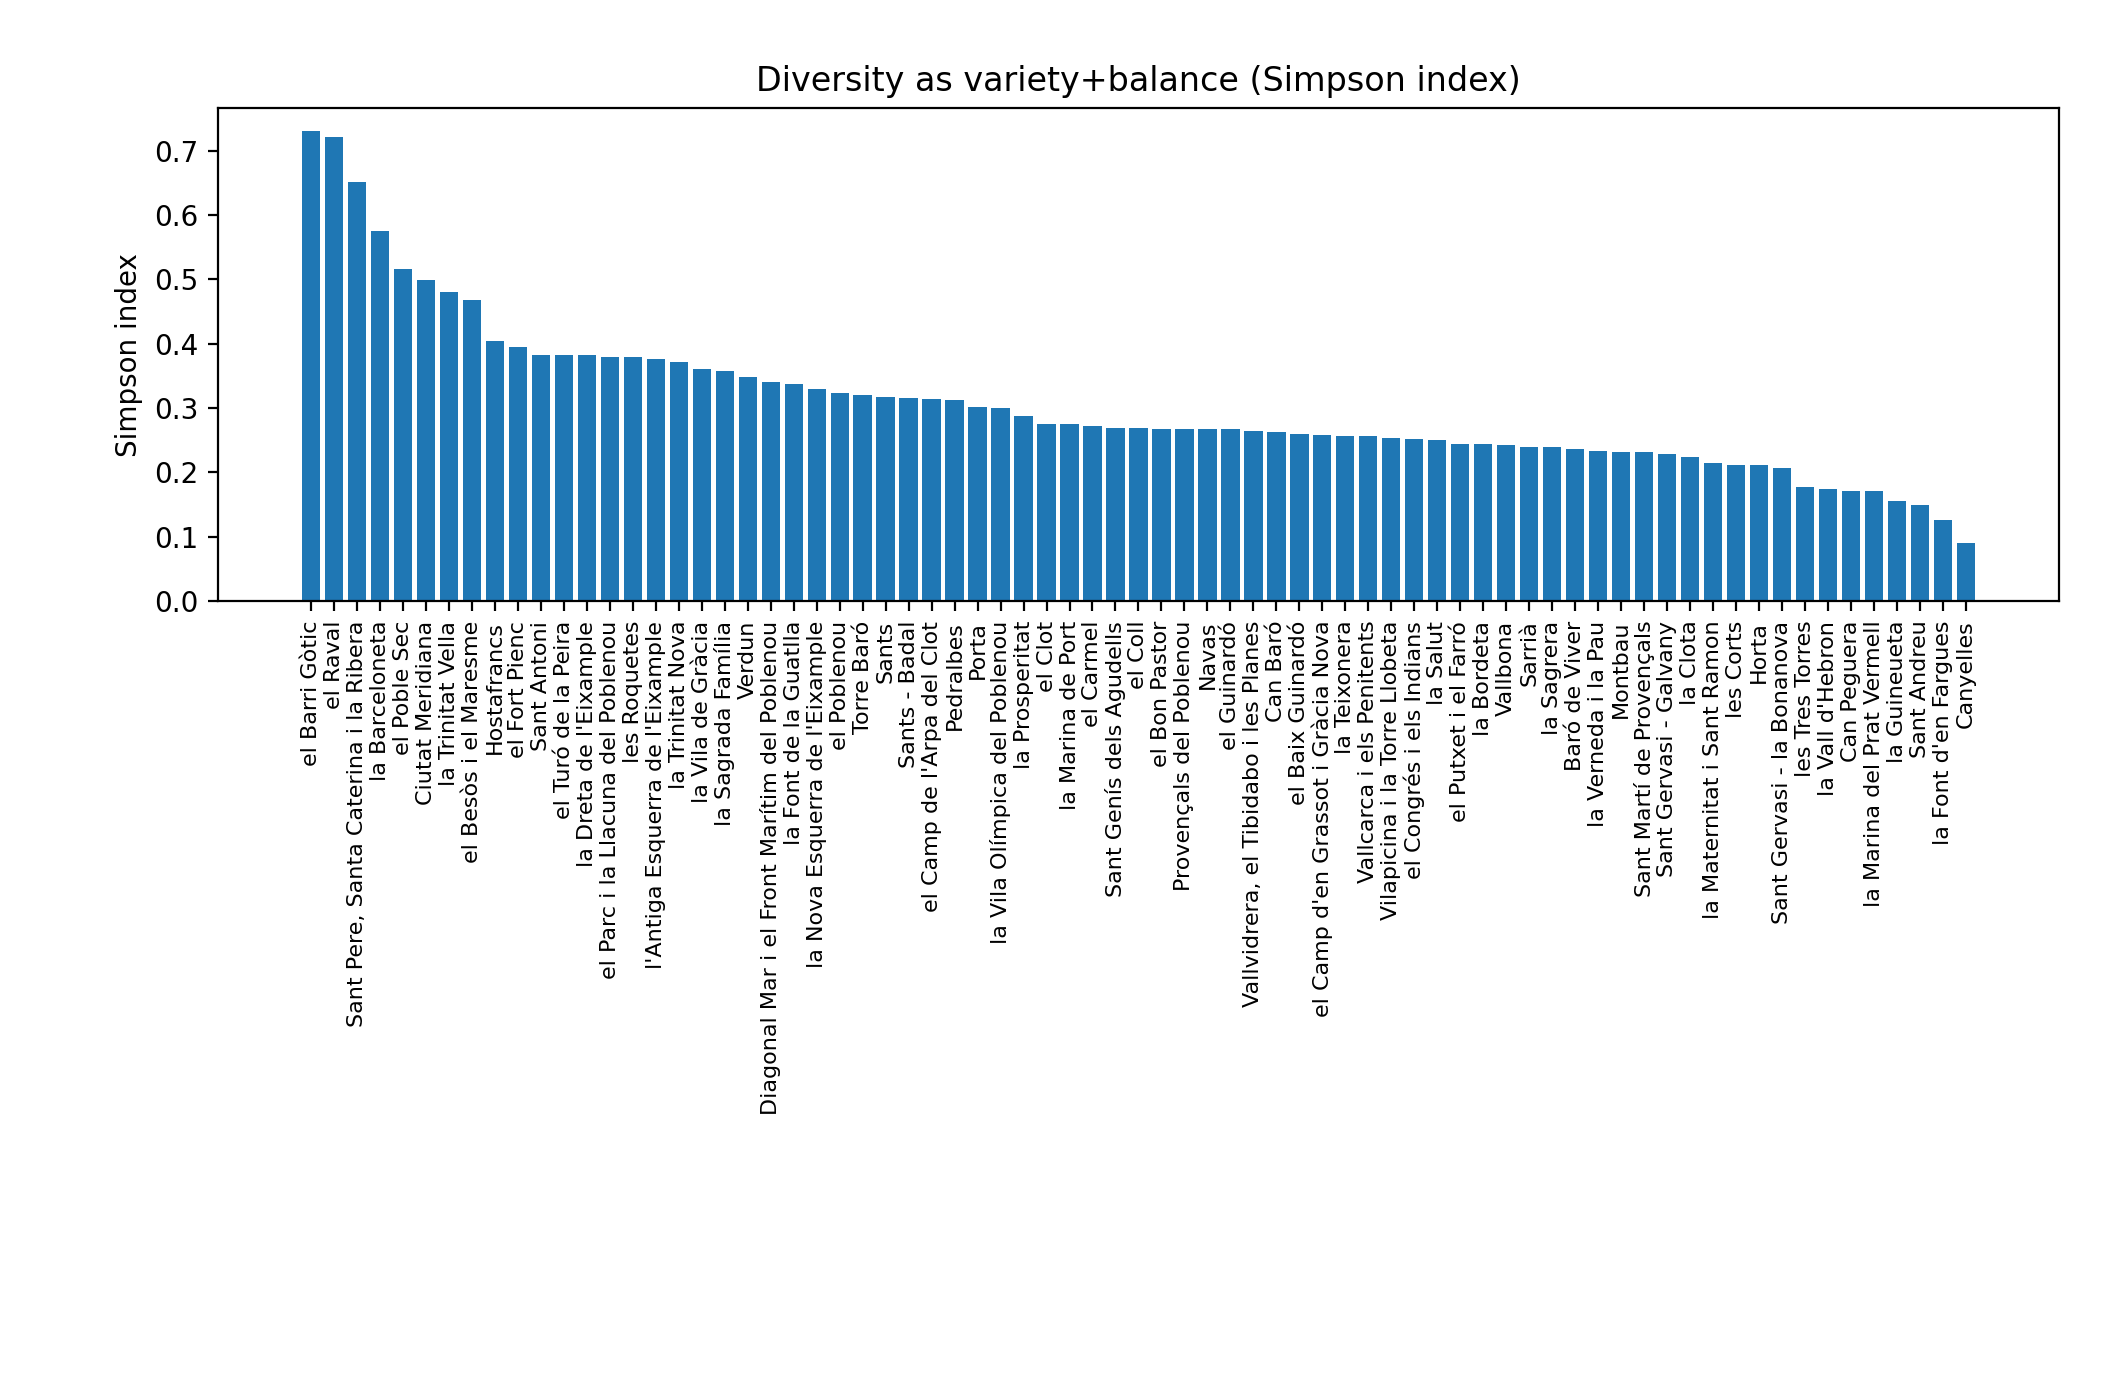 Diversity as variety+balance (Simpson index)
Simpson index
0.7
0.6
0.5
0.4
0.3
0.2
0.1
0.0
el Barri Gòtic
el Raval
Sant Pere, Santa Caterina i la Ribera
la Barceloneta
el Poble Sec
Ciutat Meridiana
la Trinitat Vella
el Besòs i el Maresme
Hostafrancs
el Fort Pienc
Sant Antoni
el Turó de la Peira
la Dreta de l'Eixample
el Parc i la Llacuna del Poblenou
les Roquetes
l'Antiga Esquerra de l'Eixample
la Trinitat Nova
la Vila de Gràcia
la Sagrada Família
Verdun
Diagonal Mar i el Front Marítim del Poblenou
la Font de la Guatlla
la Nova Esquerra de l'Eixample
el Poblenou
Torre Baró
Sants
Sants - Badal
el Camp de l'Arpa del Clot
Pedralbes
Porta
la Vila Olímpica del Poblenou
la Prosperitat
el Clot
la Marina de Port
el Carmel
Sant Genís dels Agudells
el Coll
el Bon Pastor
Provençals del Poblenou
Navas
el Guinardó
Vallvidrera, el Tibidabo i les Planes
Can Baró
el Baix Guinardó
el Camp d'en Grassot i Gràcia Nova
la Teixonera
Vallcarca i els Penitents
Vilapicina i la Torre Llobeta
el Congrés i els Indians
la Salut
el Putxet i el Farró
la Bordeta
Vallbona
Sarrià
la Sagrera
Baró de Viver
la Verneda i la Pau
Montbau
Sant Martí de Provençals
Sant Gervasi - Galvany
la Clota
la Maternitat i Sant Ramon
les Corts
Horta
Sant Gervasi - la Bonanova
les Tres Torres
la Vall d'Hebron
Can Peguera
la Marina del Prat Vermell
la Guineueta
Sant Andreu
la Font d'en Fargues
Canyelles